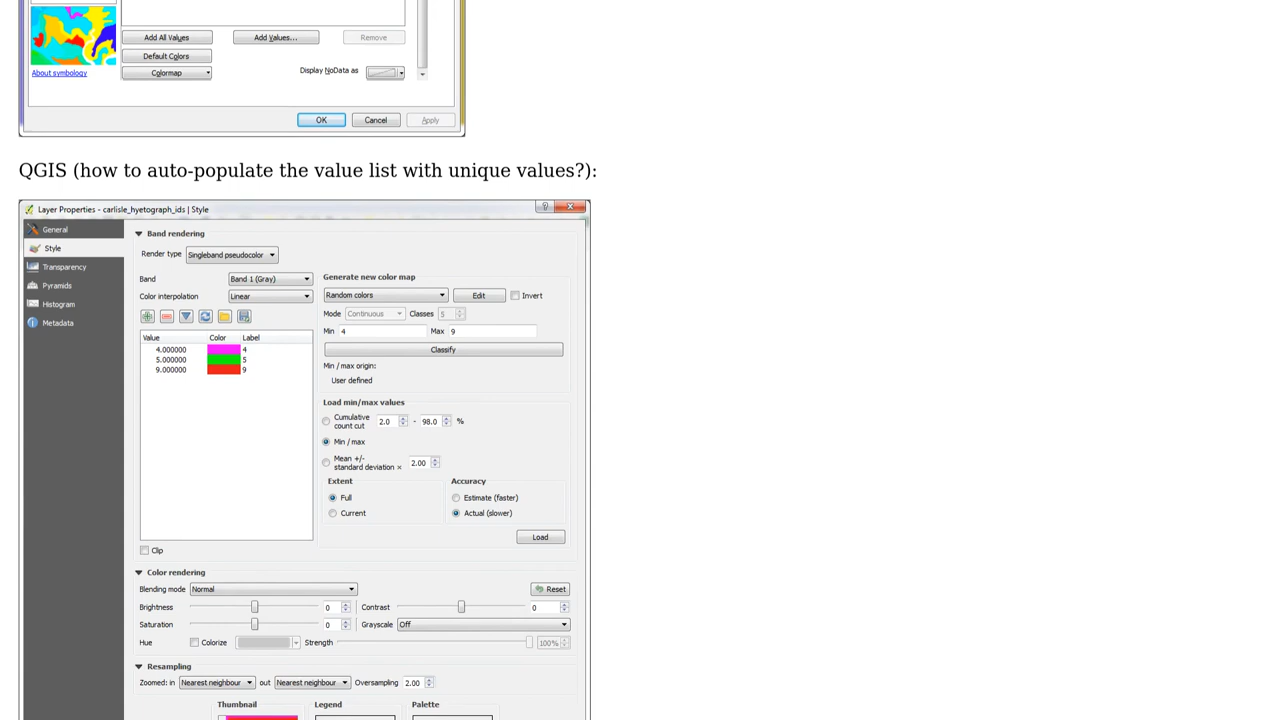 Add All Values Add Values... Remove
Default Colors
About symbology Colormap Display NoData as
OK Cancel Apply
QGIS (how to auto-populate the value list with unique values?):
Layer Properties - carlisle_hyetograph_ids | Style
General
Style
Transparency
Pyramids
Histogram
Metadata
Band rendering
Render type Singleband pseudocolor
Band Band 1 (Gray)
Color interpolation Linear
Value Color Label
4.000000 4
5.000000 5
9.000000 9
Clip
Generate new color map
Random colors Edit Invert
Mode Continuous Classes 5
Min 4 Max 9
Classify
Min / max origin:
User defined
Load min/max values
Cumulative
count cut 2.0 - 98.0 %
Min / max
Mean +/-
standard deviation × 2.00
Extent Accuracy
Full Estimate (faster)
Current Actual (slower)
Load
Color rendering
Blending mode Normal Reset
Brightness 0 Contrast 0
Saturation 0 Grayscale Off
Hue Colorize Strength 100%
Resampling
Zoomed: in Nearest neighbour out Nearest neighbour Oversampling 2.00
Thumbnail Legend Palette